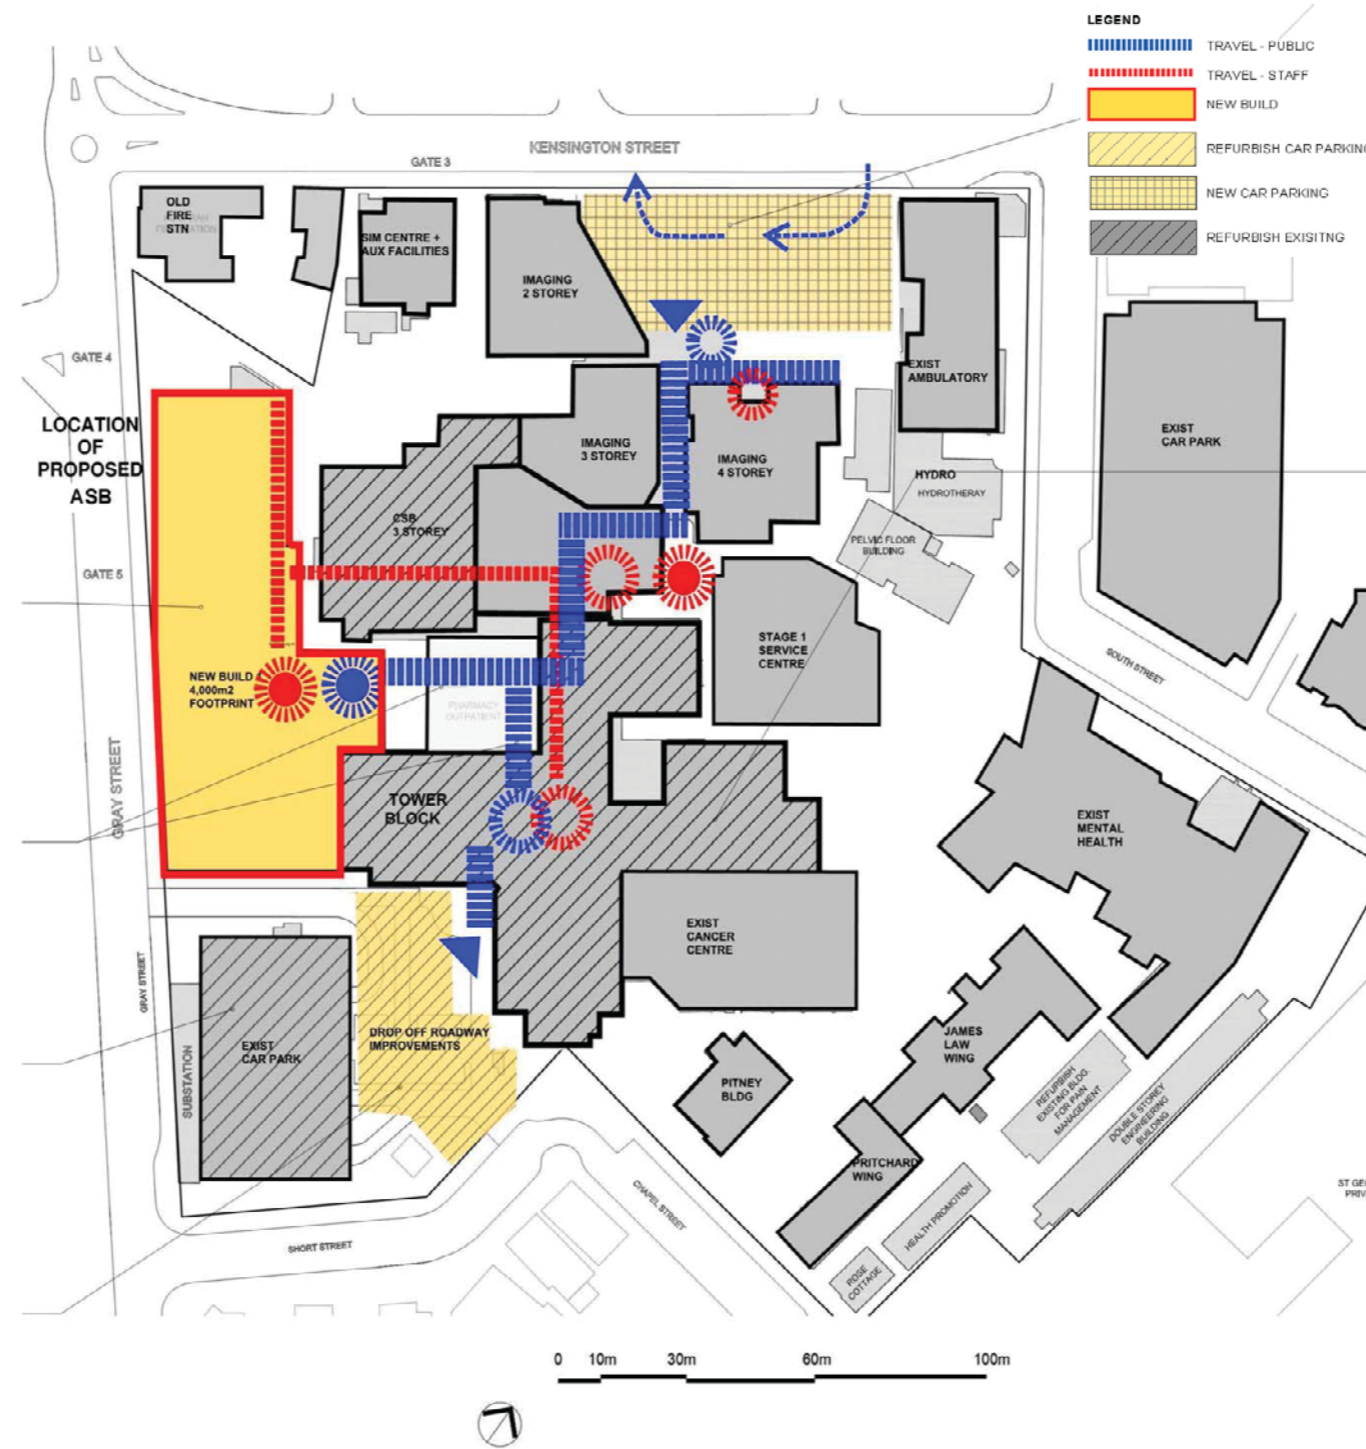 LEGEND
TRAVEL - PUBLIC
TRAVEL - STAFF
NEW BUILD
REFURBISH CAR PARKING
NEW CAR PARKING
REFURBISH EXISITNG
KENSINGTON STREET
GATE 3
OLD
FIRE
STN
SIM CENTRE +
AUX FACILITIES
IMAGING
2 STOREY
GATE 4
EXIST
AMBULATORY
LOCATION
OF
PROPOSED
ASB
EXIST
CAR PARK
IMAGING
3 STOREY
IMAGING
4 STOREY
HYDRO
HYDROTHERAY
CSB
3 STOREY
PELVIC FLOOR
BUILDING
GATE 5
STAGE 1
SERVICE
CENTRE
SOUTH STREET
NEW BUILD
4,000m2
FOOTPRINT
PHARMACY
OUTPATIENT
GRAY STREET
TOWER
BLOCK
EXIST
MENTAL
HEALTH
EXIST
CANCER
CENTRE
GRAY STREET
DROP OFF ROADWAY
IMPROVEMENTS
EXIST
CAR PARK
SUBSTATION
JAMES
LAW
WING
PITNEY
BLDG
REFURBISH
EXISTING BLDG.
FOR PAIN
MANAGEMENT
DOUBLE STOREY
ENGINEERING
BUILDING
PRITCHARD
WING
HEALTH PROMOTION
ROSE
COTTAGE
CHAPEL STREET
SHORT STREET
ST GE
PRIV
0 10m 30m 60m 100m